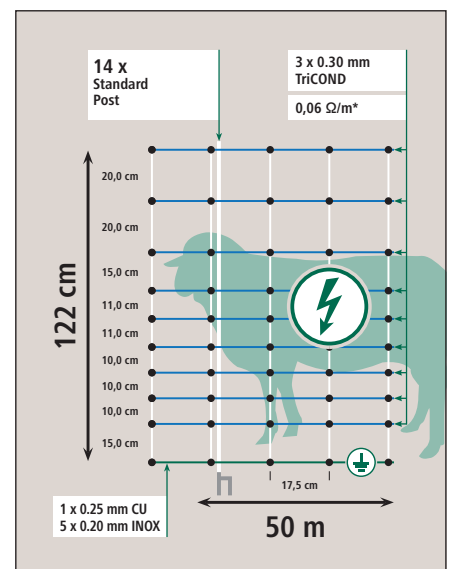 14 x
Standard
Post
3 x 0.30 mm
TriCOND
0,06 Ω/m*
20,0 cm
20,0 cm
15,0 cm
11,0 cm
11,0 cm
10,0 cm
10,0 cm
10,0 cm
15,0 cm
122 cm
17,5 cm
1 x 0.25 mm CU
5 x 0.20 mm INOX
50 m